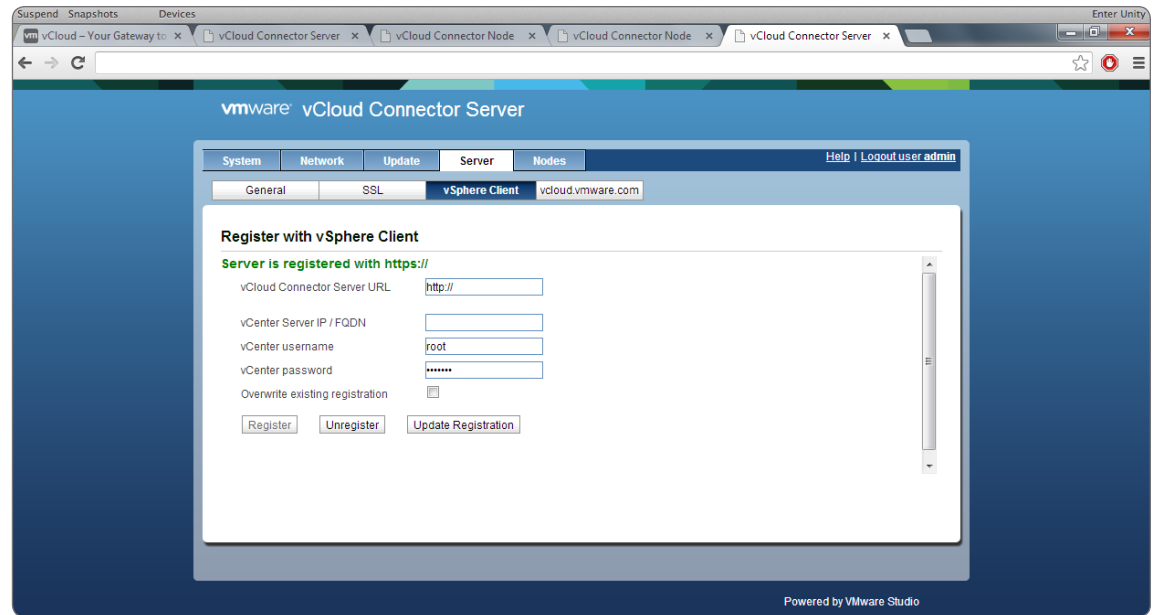 Suspend Snapshots Devices Enter Unity
vm vCloud – Your Gateway to × vCloud Connector Server × vCloud Connector Node × vCloud Connector Node × vCloud Connector Server ×
vmware vCloud Connector Server
System Network Update Server Nodes Help | Logout user admin
General SSL vSphere Client vcloud.vmware.com
Register with vSphere Client
Server is registered with https://
vCloud Connector Server URL http://
vCenter Server IP / FQDN
vCenter username root
vCenter password •••••••
Overwrite existing registration
Register Unregister Update Registration
Powered by VMware Studio